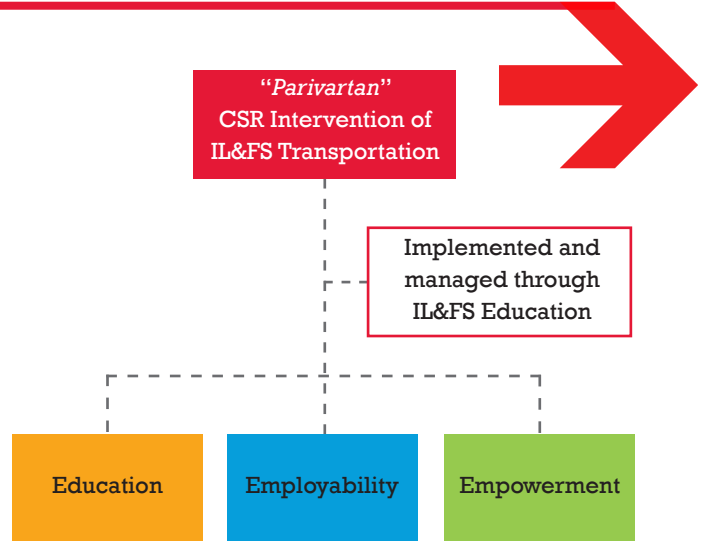 “Parivartan”
CSR Intervention of
IL&FS Transportation
Implemented and
managed through
IL&FS Education
Education
Employability
Empowerment